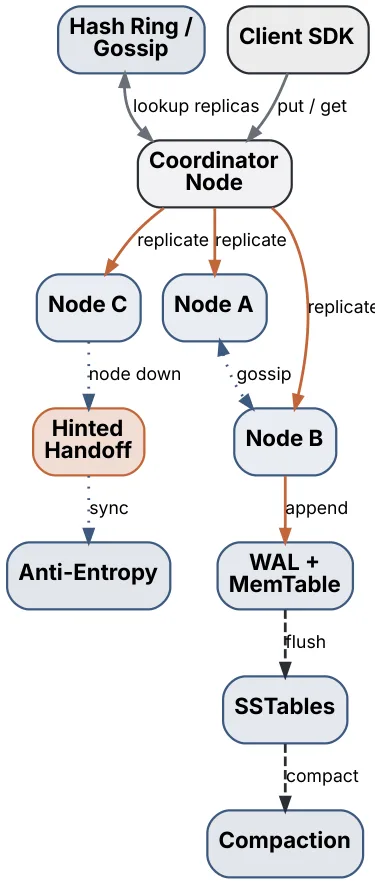 Hash Ring /
Gossip
Client SDK
lookup replicas
put / get
Coordinator
Node
replicate
replicate
replicate
Node C
Node A
node down
gossip
Hinted
Handoff
Node B
sync
append
Anti-Entropy
WAL +
MemTable
flush
SSTables
compact
Compaction